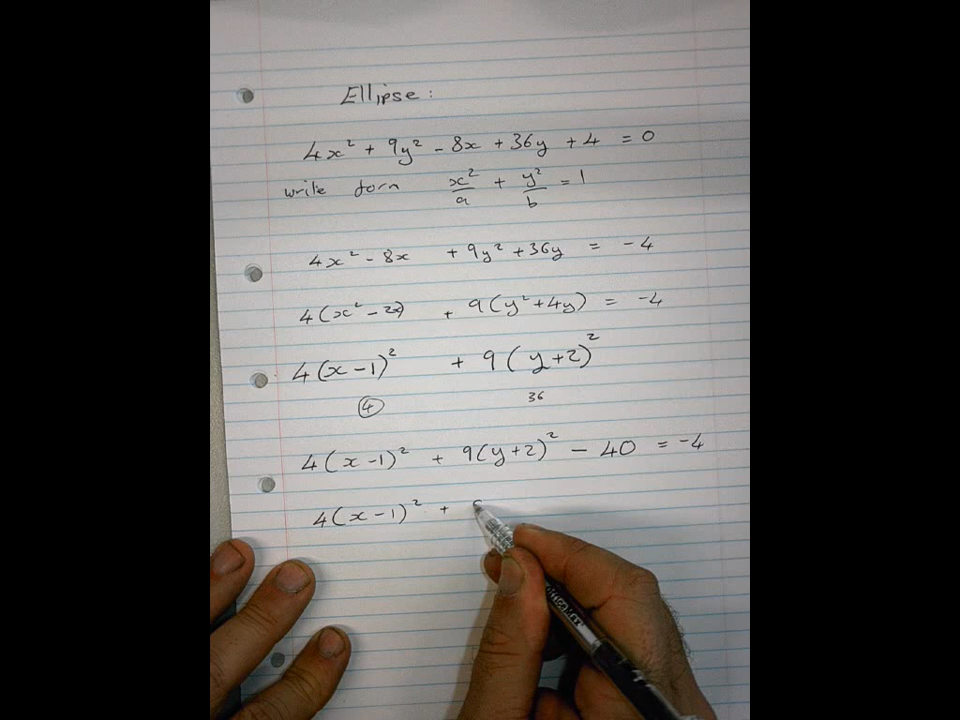 Ellipse:
4x² + 9y² - 8x + 36y + 4 = 0
write form x²/a + y²/b = 1
4x² - 8x + 9y² + 36y = -4
4(x² - 2x) + 9(y² + 4y) = -4
4(x - 1)² + 9(y + 2)²
4 36
4(x - 1)² + 9(y + 2)² - 40 = -4
4(x - 1)² +